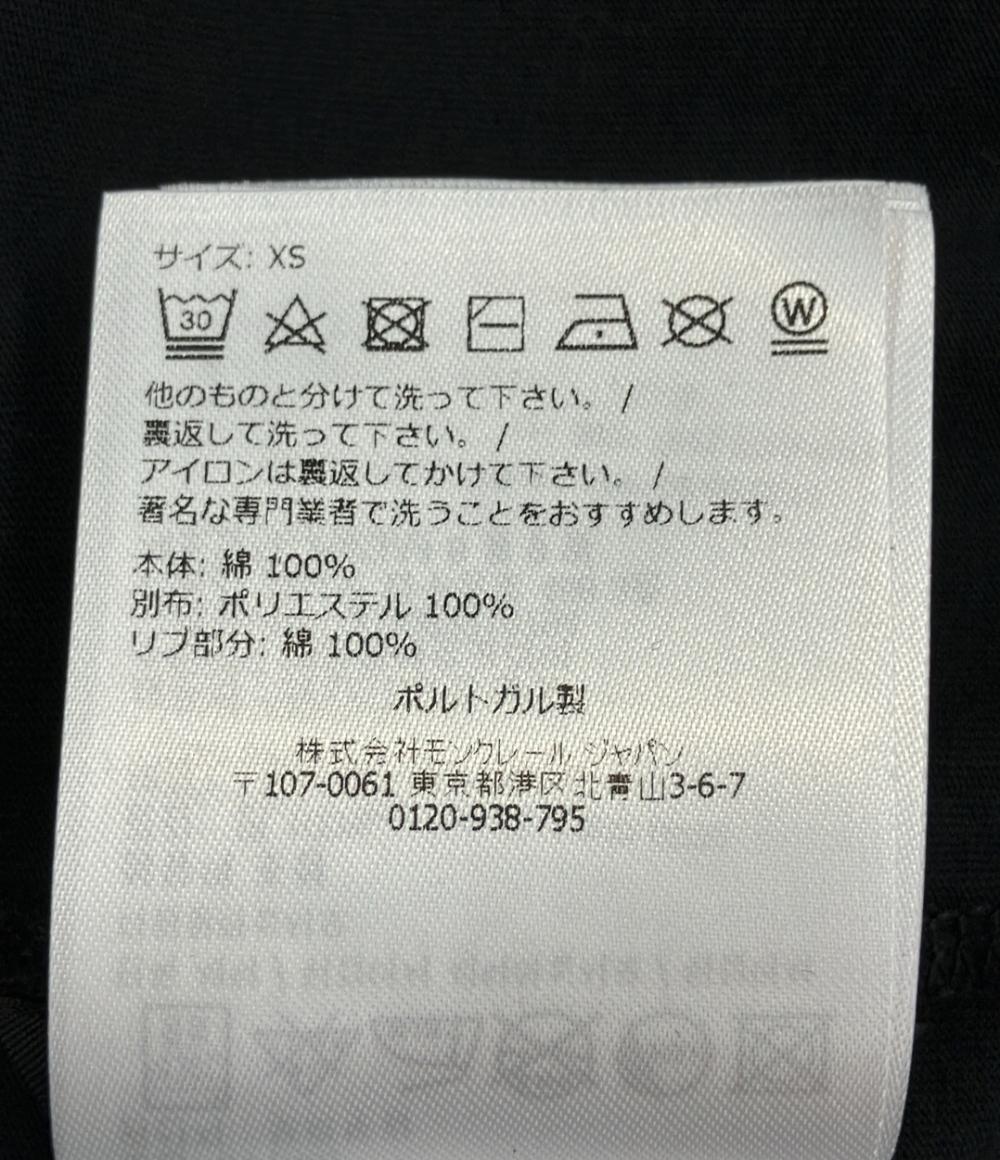 サイズ: XS
30
W
他のものと分けて洗って下さい。 /
裏返して洗って下さい。 /
アイロンは裏返してかけて下さい。 /
著名な専門業者で洗うことをおすすめします。
本体: 綿 100%
別布: ポリエステル 100%
リブ部分: 綿 100%
ポルトガル製
株式会社モンクレール ジャパン
〒107-0061 東京都港区北青山3-6-7
0120-938-795